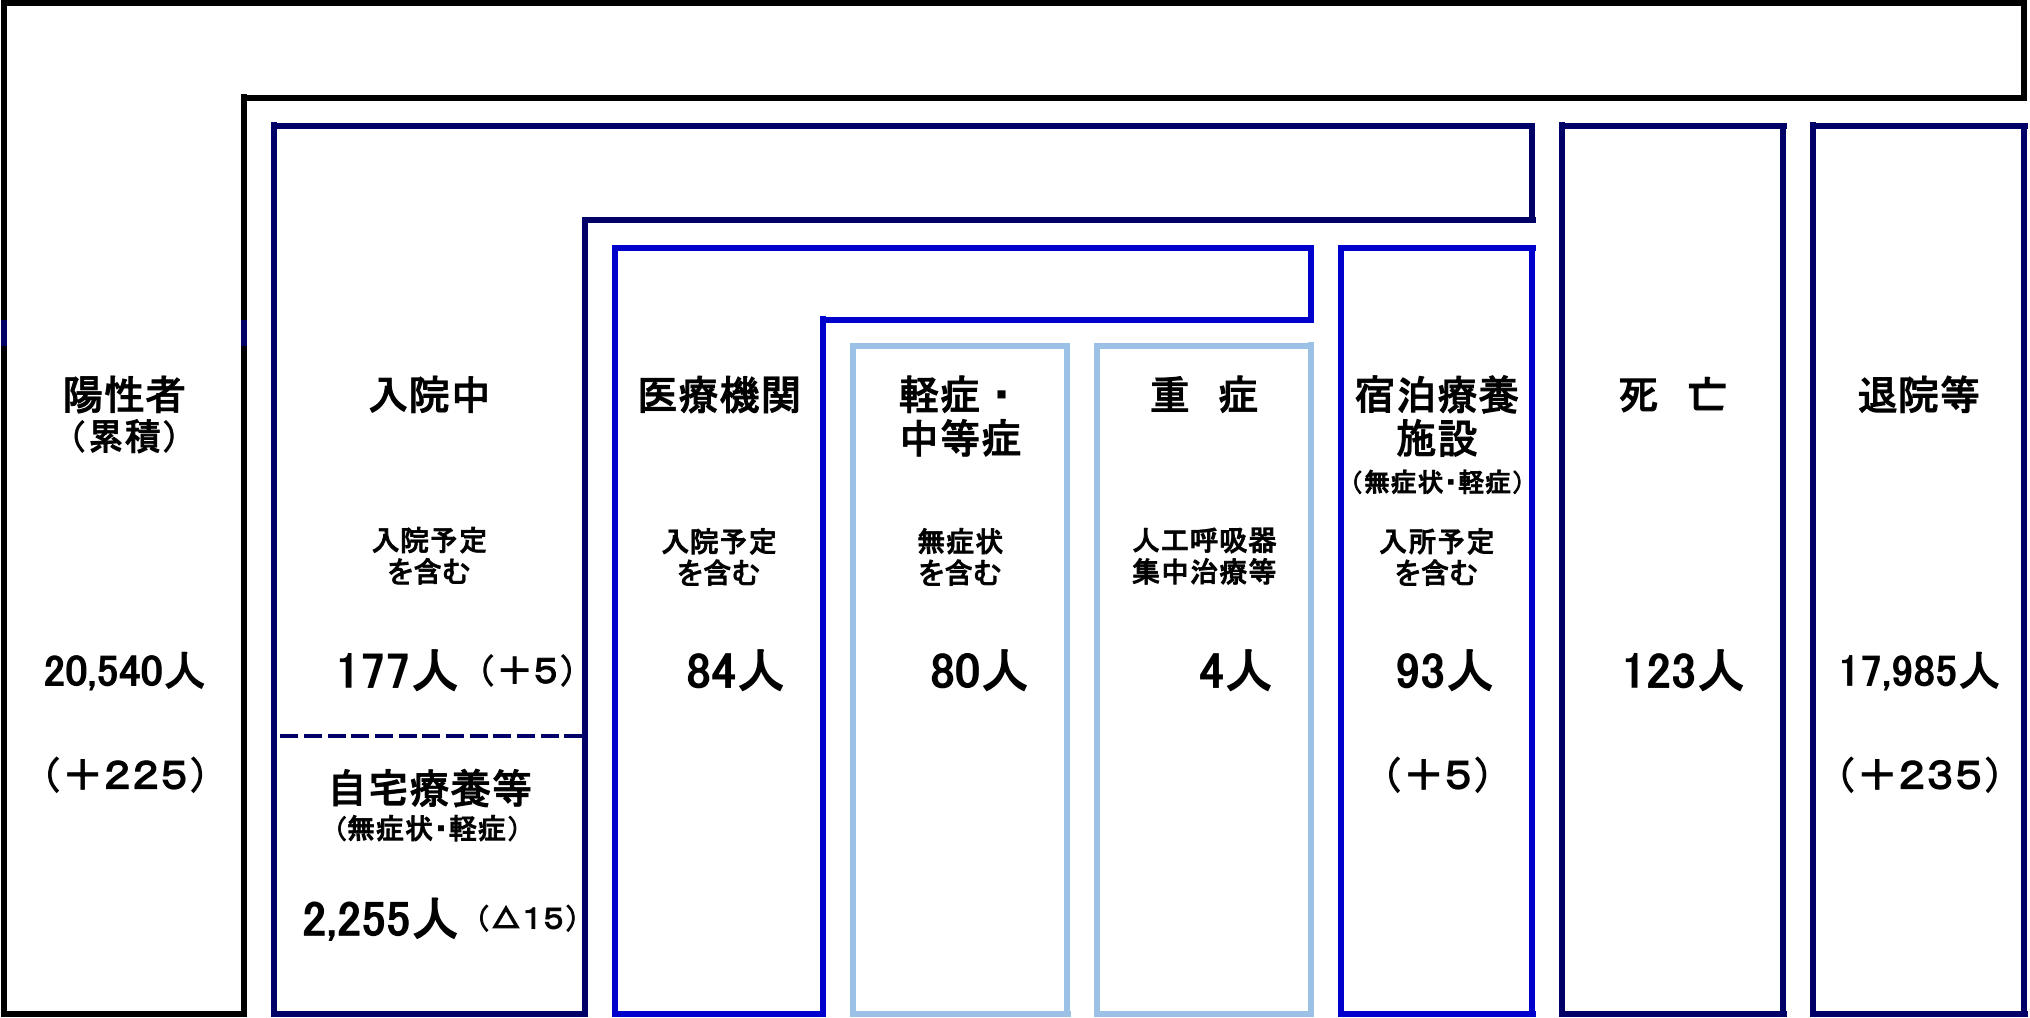 陽性者
（累積）
20,540人
（＋225）
入院中
入院予定
を含む
177人（＋5）
自宅療養等
（無症状・軽症）
2,255人（△15）
医療機関
入院予定
を含む
84人
軽症・
中等症
無症状
を含む
80人
重　症
人工呼吸器
集中治療等
4人
宿泊療養
施設
（無症状・軽症）
入所予定
を含む
93人
（＋5）
死　亡
123人
退院等
17,985人
（＋235）